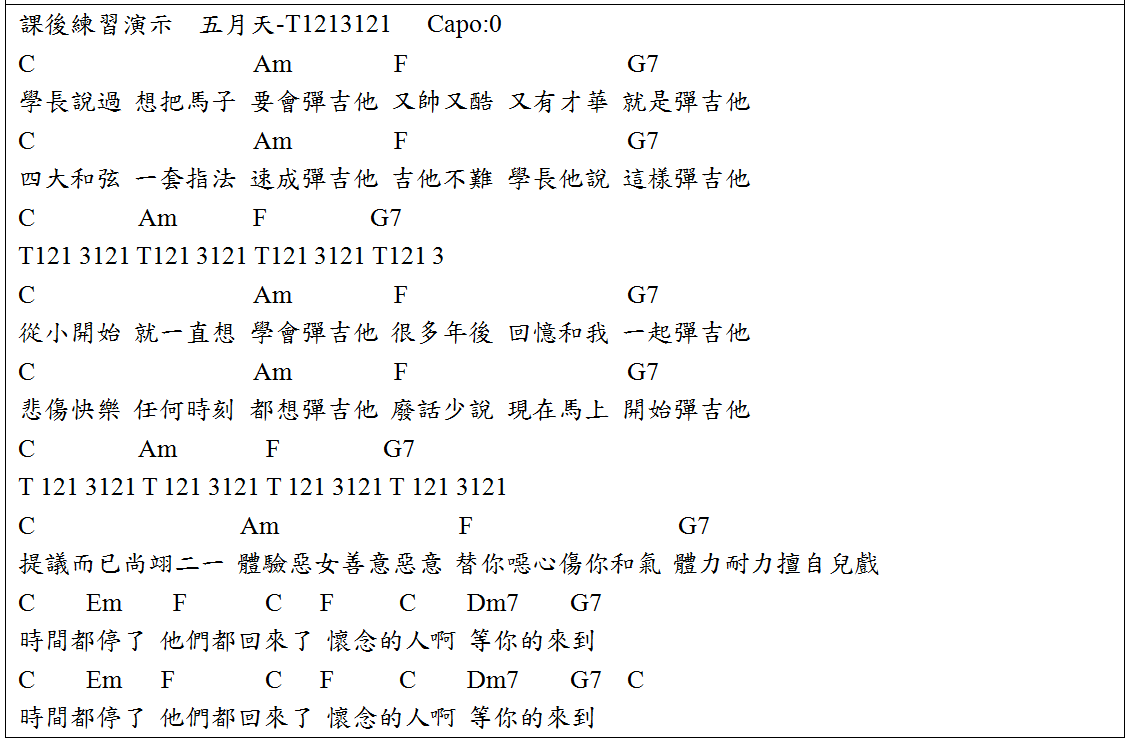 課後練習演示 五月天-T1213121 Capo:0
C Am F G7
學長說過 想把馬子 要會彈吉他 又帥又酷 又有才華 就是彈吉他
C Am F G7
四大和弦 一套指法 速成彈吉他 吉他不難 學長他說 這樣彈吉他
C Am F G7
T121 3121 T121 3121 T121 3121 T121 3
C Am F G7
從小開始 就一直想 學會彈吉他 很多年後 回憶和我 一起彈吉他
C Am F G7
悲傷快樂 任何時刻 都想彈吉他 廢話少說 現在馬上 開始彈吉他
C Am F G7
T 121 3121 T 121 3121 T 121 3121 T 121 3121
C Am F G7
提議而已尚翊二一 體驗惡女善意惡意 替你噁心傷你和氣 體力耐力擅自兒戲
C Em F C F C Dm7 G7
時間都停了 他們都回來了 懷念的人啊 等你的來到
C Em F C F C Dm7 G7 C
時間都停了 他們都回來了 懷念的人啊 等你的來到